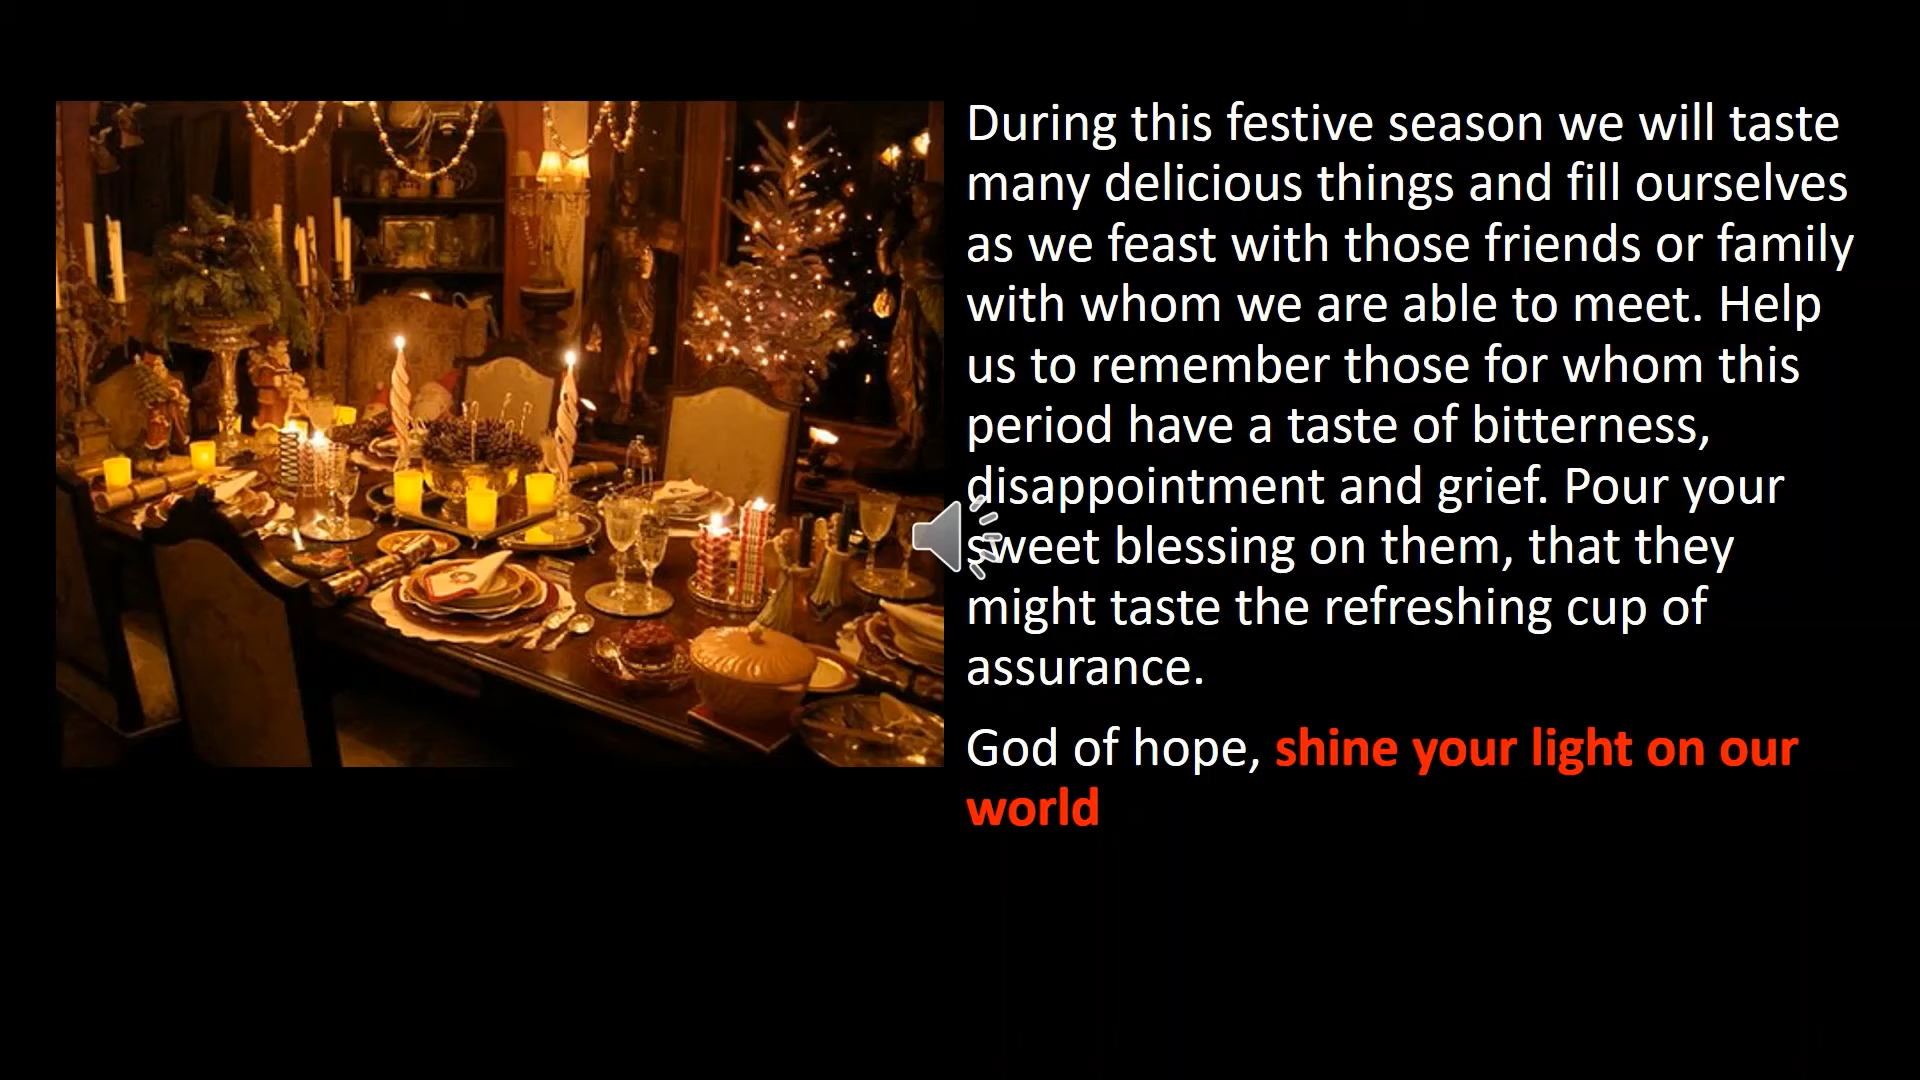 During this festive season we will taste
many delicious things and fill ourselves
as we feast with those friends or family
with whom we are able to meet. Help
us to remember those for whom this
period have a taste of bitterness,
disappointment and grief. Pour your
sweet blessing on them, that they
might taste the refreshing cup of
assurance.
God of hope, shine your light on our
world